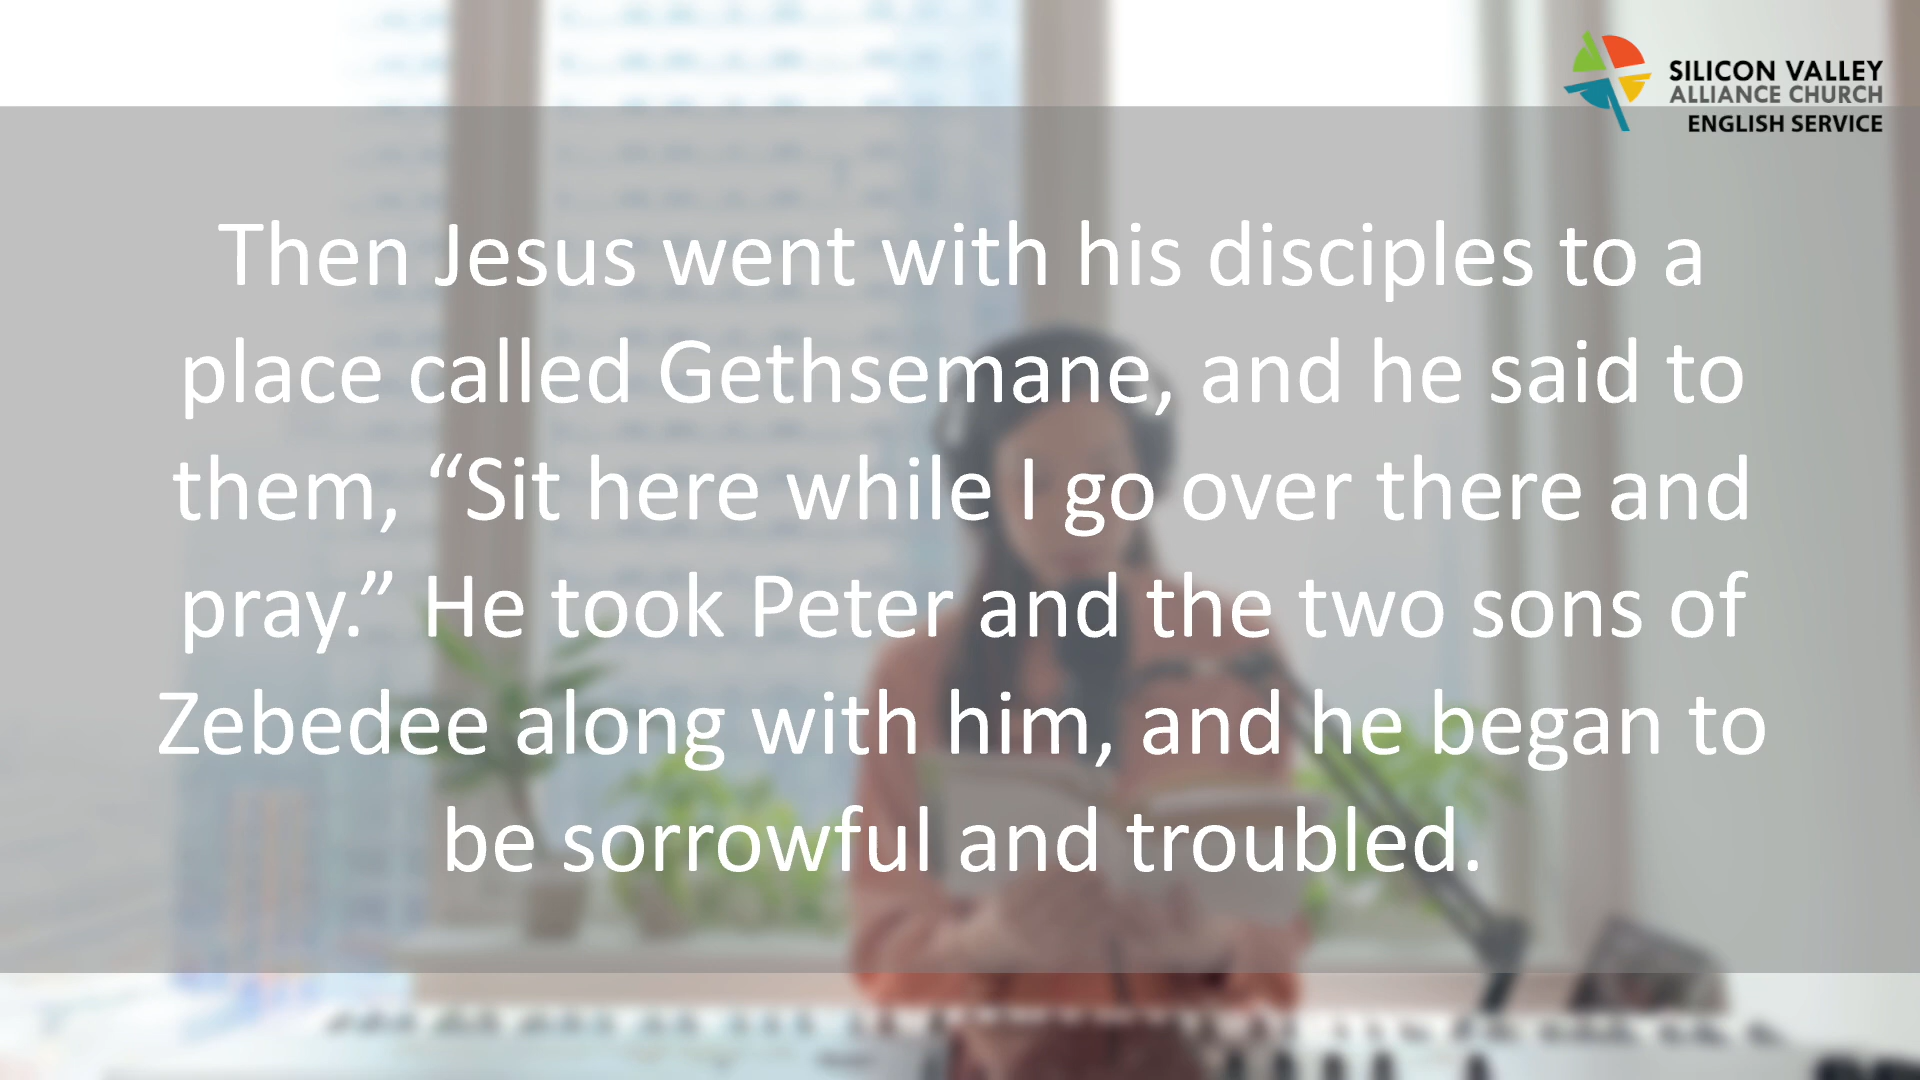 SILICON VALLEY
ALLIANCE CHURCH
ENGLISH SERVICE
Then Jesus went with his disciples to a
place called Gethsemane, and he said to
them, “Sit here while I go over there and
pray.” He took Peter and the two sons of
Zebedee along with him, and he began to
be sorrowful and troubled.